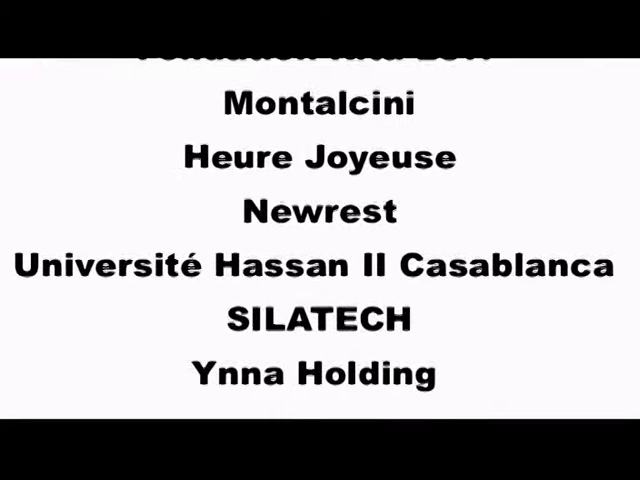 Montalcini
Heure Joyeuse
Newrest
Université Hassan II Casablanca
SILATECH
Ynna Holding